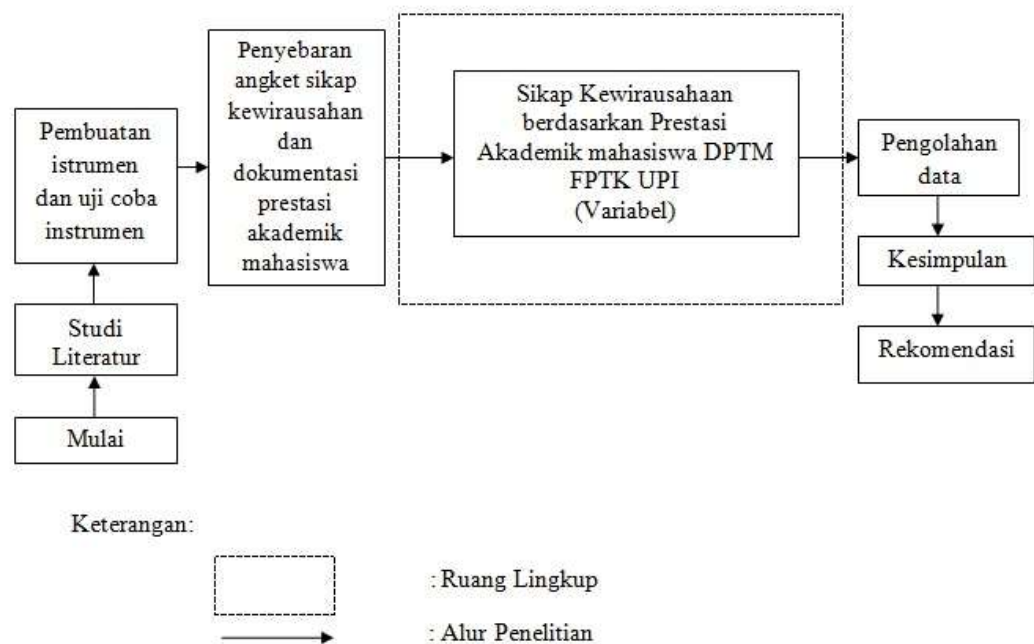 Penyebaran
angket sikap
kewirausahan
dan
dokumentasi
prestasi
akademik
mahasiswa
Sikap Kewirausahaan
berdasarkan Prestasi
Akademik mahasiswa DPTM
FPTK UPI
(Variabel)
Pembuatan
istrumen
dan uji coba
instrumen
Pengolahan
data
Kesimpulan
Rekomendasi
Studi
Literatur
Mulai
Keterangan:
: Ruang Lingkup
: Alur Penelitian